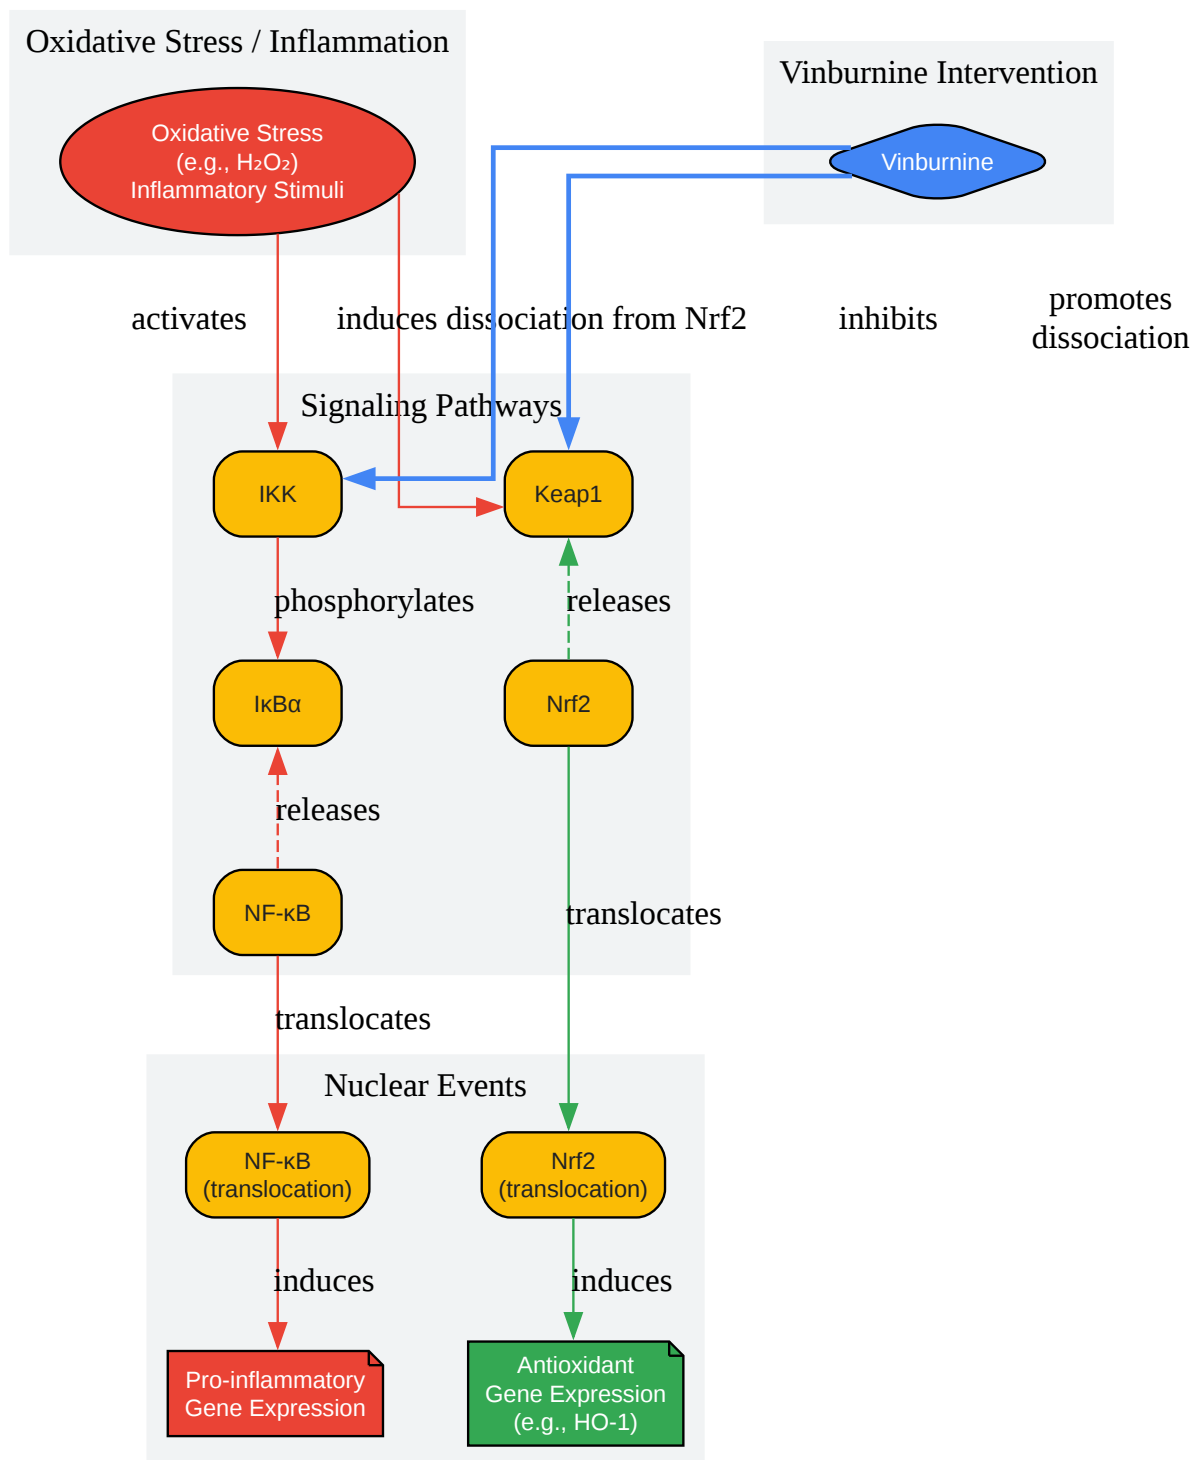 Oxidative Stress / Inflammation
Oxidative Stress
(e.g., H₂O₂)
Inflammatory Stimuli
Vinburnine Intervention
Vinburnine
activates
induces dissociation from Nrf2
inhibits
promotes
dissociation
Signaling Pathways
IKK
Keap1
phosphorylates
releases
IκBα
Nrf2
releases
NF-κB
translocates
translocates
Nuclear Events
NF-κB
(translocation)
Nrf2
(translocation)
induces
induces
Pro-inflammatory
Gene Expression
Antioxidant
Gene Expression
(e.g., HO-1)